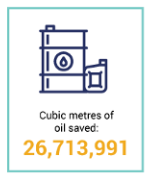 Cubic metres of
oil saved:
26,713,991